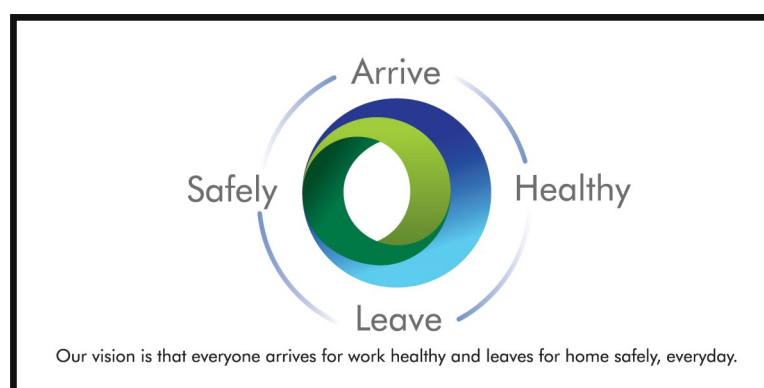 Arrive
Safely
Healthy
Leave
Our vision is that everyone arrives for work healthy and leaves for home safely, everyday.